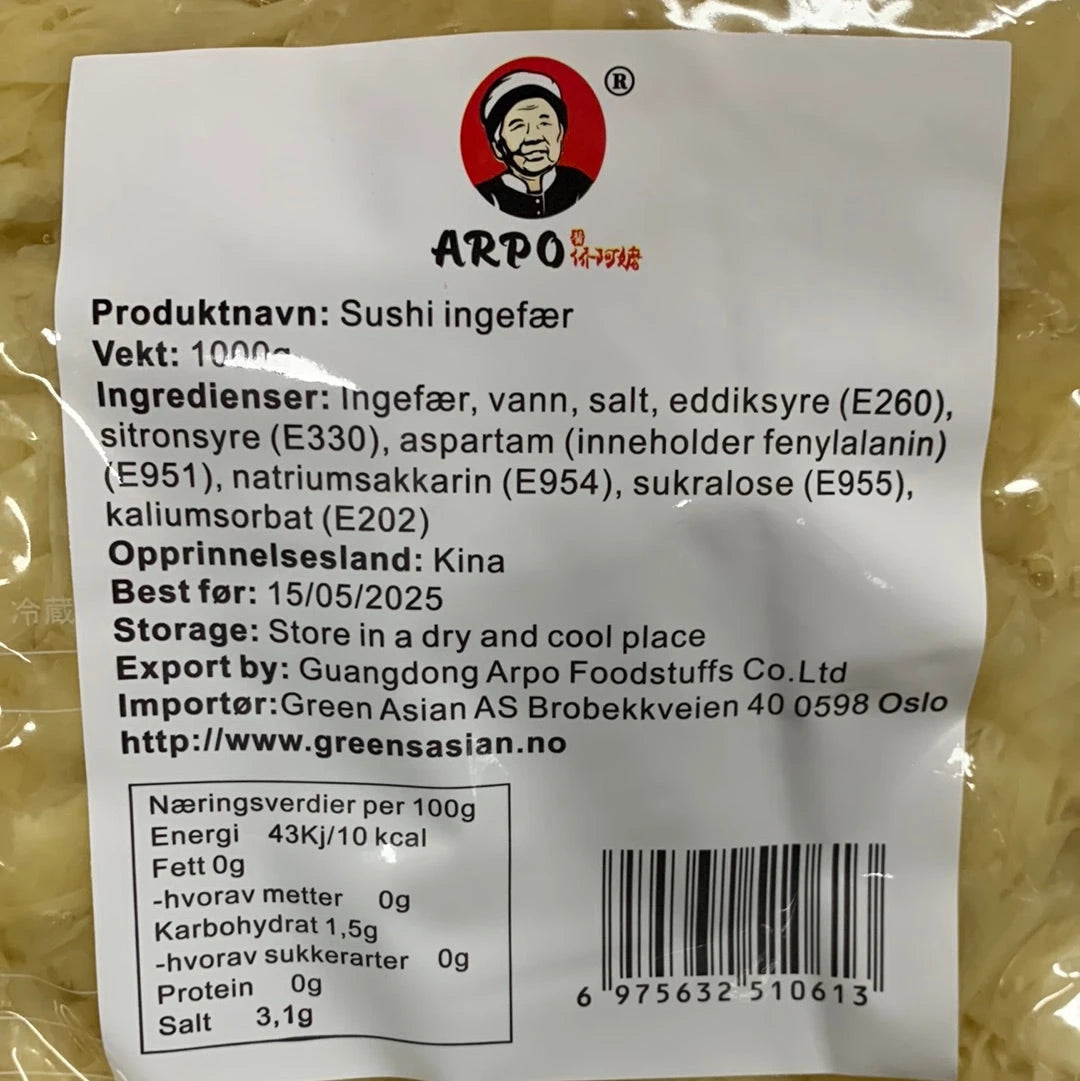 ®
ARPO
Produktnavn: Sushi ingefær
Vekt: 1000g
Ingredienser: Ingefær, vann, salt, eddiksyre (E260),
sitronsyre (E330), aspartam (inneholder fenylalanin)
(E951), natriumsakkarin (E954), sukralose (E955),
kaliumsorbat (E202)
Opprinnelsesland: Kina
Best før: 15/05/2025
Storage: Store in a dry and cool place
Export by: Guangdong Arpo Foodstuffs Co.Ltd
Importør:Green Asian AS Brobekkveien 40 0598 Oslo
http://www.greensasian.no
冷蔵
Næringsverdier per 100g
Energi 43Kj/10 kcal
Fett 0g
-hvorav metter 0g
Karbohydrat 1,5g
-hvorav sukkerarter 0g
Protein 0g
Salt 3,1g
6 975632 510613